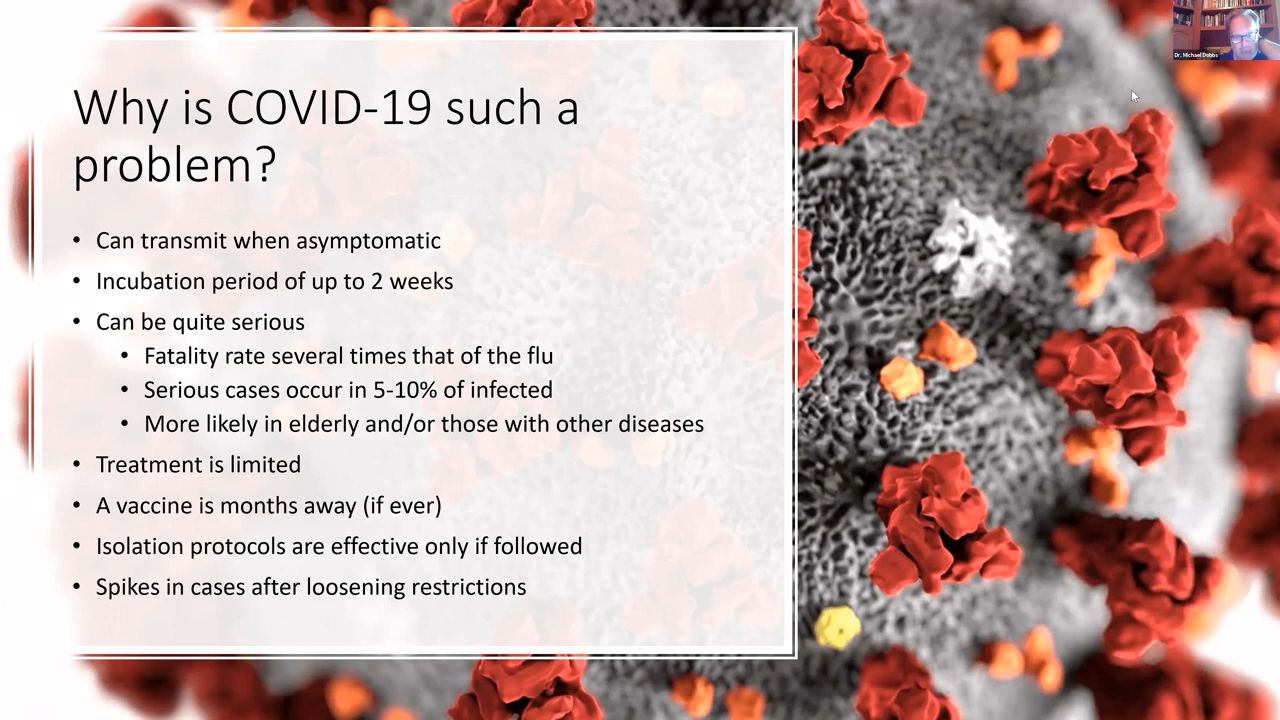 Why is COVID-19 such a
problem?
• Can transmit when asymptomatic
• Incubation period of up to 2 weeks
• Can be quite serious
• Fatality rate several times that of the flu
• Serious cases occur in 5-10% of infected
• More likely in elderly and/or those with other diseases
• Treatment is limited
• A vaccine is months away (if ever)
• Isolation protocols are effective only if followed
• Spikes in cases after loosening restrictions
Dr. Michael Dobbs